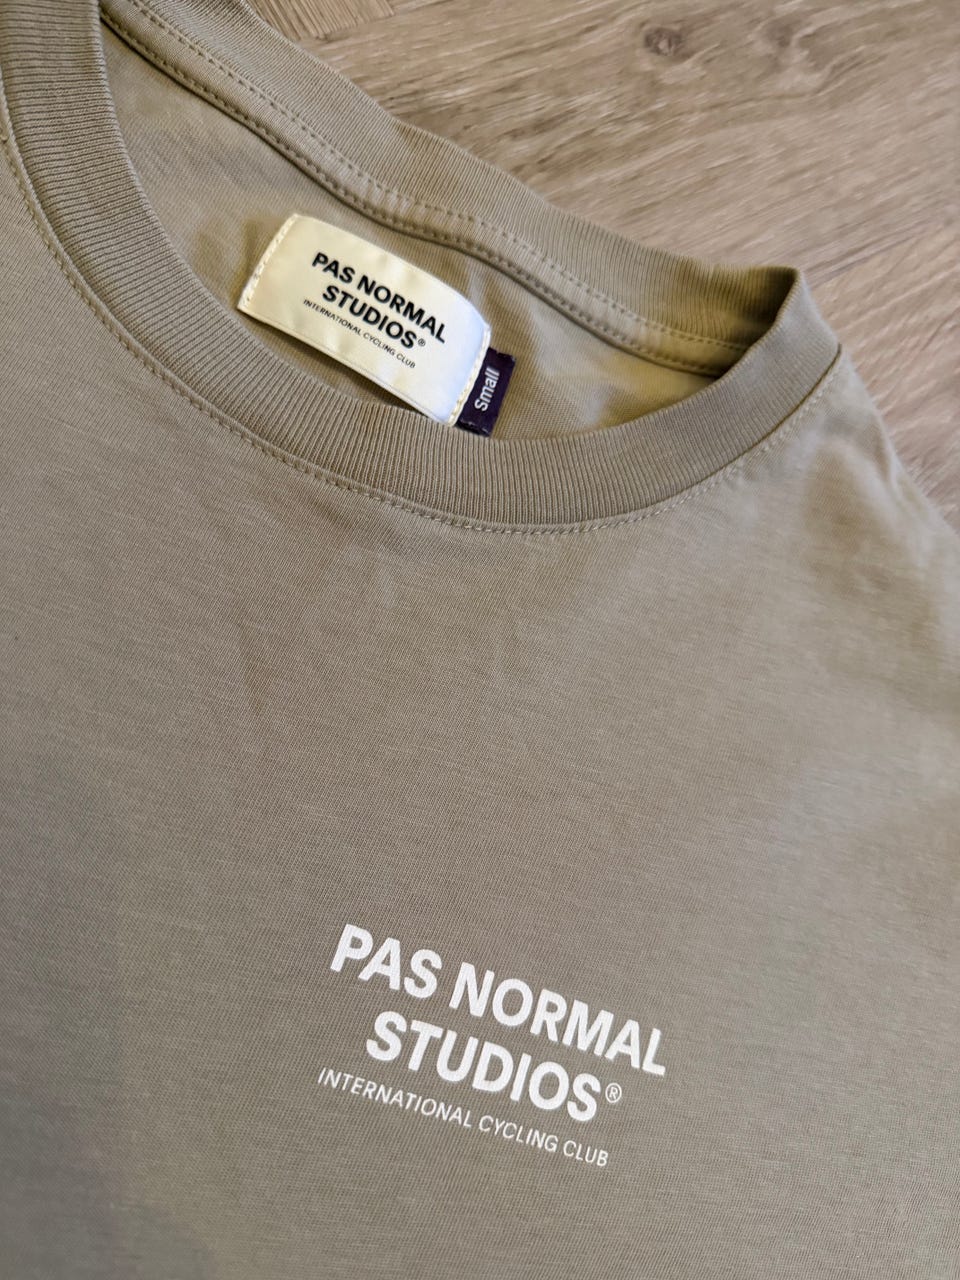 PAS NORMAL
STUDIOS®
INTERNATIONAL CYCLING CLUB
Small
PAS NORMAL
STUDIOS®
INTERNATIONAL CYCLING CLUB